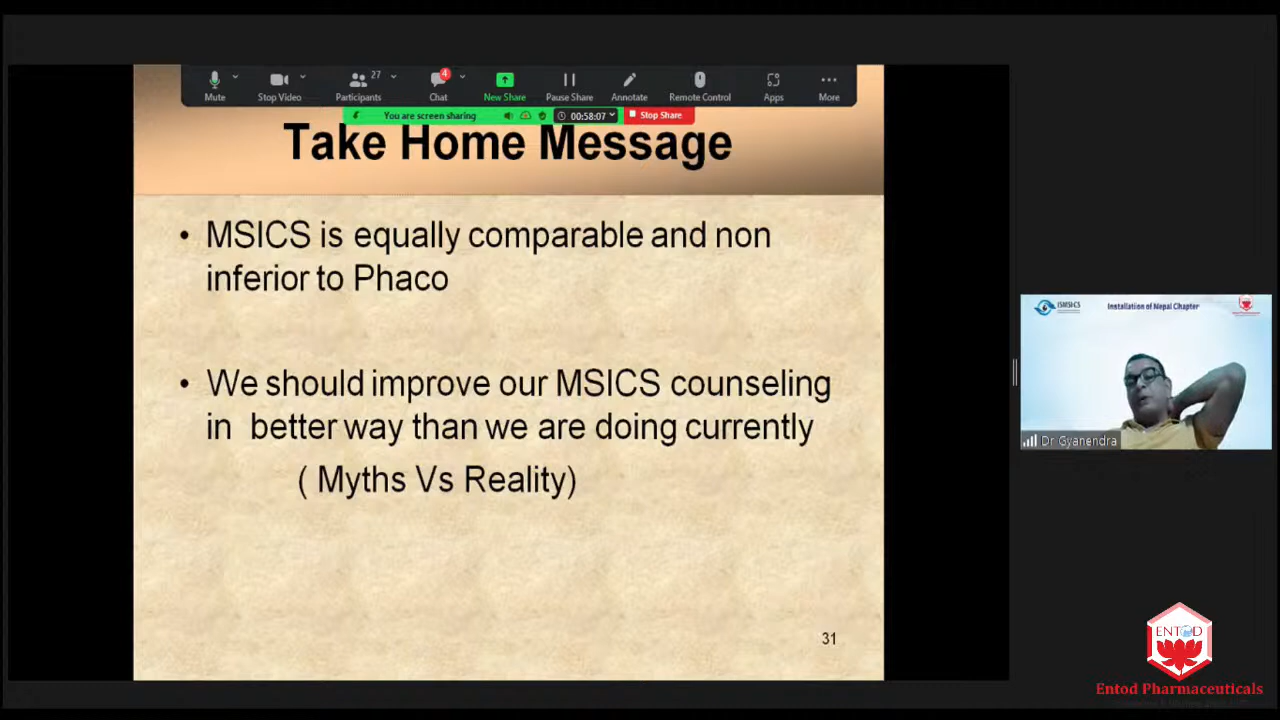 27
4
Mute
Stop Video
Participants
Chat
New Share
Pause Share
Annotate
Remote Control
Apps
More
You are screen sharing
00:58:07
Stop Share
Take Home Message
• MSICS is equally comparable and non
inferior to Phaco
• We should improve our MSICS counseling
in better way than we are doing currently
( Myths Vs Reality)
31
ISMSICS
Installation of Nepal Chapter
Dr Gyanendra
ENTOD
Entod Pharmaceuticals